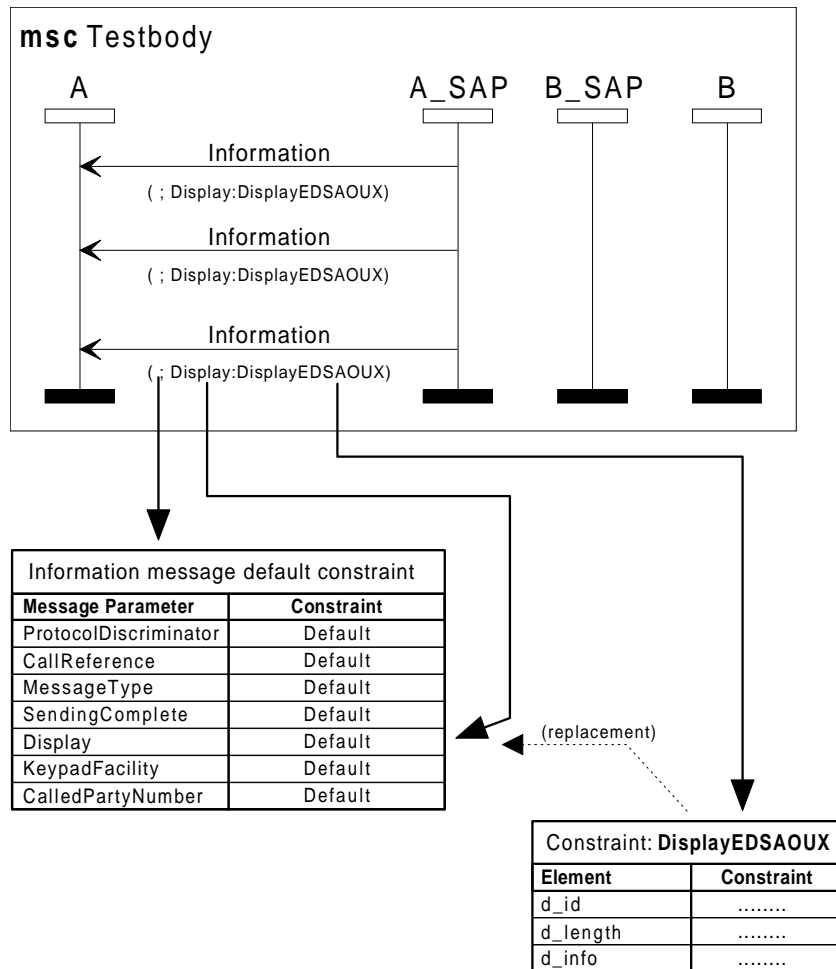 msc Testbody
A A_SAP B_SAP B
Information
( ; Display:DisplayEDSAOUX)
Information
( ; Display:DisplayEDSAOUX)
Information
( ; Display:DisplayEDSAOUX)
Information message default constraint
Message Parameter Constraint
ProtocolDiscriminator Default
CallReference Default
MessageType Default
SendingComplete Default
Display Default
KeypadFacility Default
CalledPartyNumber Default
(replacement)
Constraint: DisplayEDSAOUX
Element Constraint
d_id ........
d_length ........
d_info ........